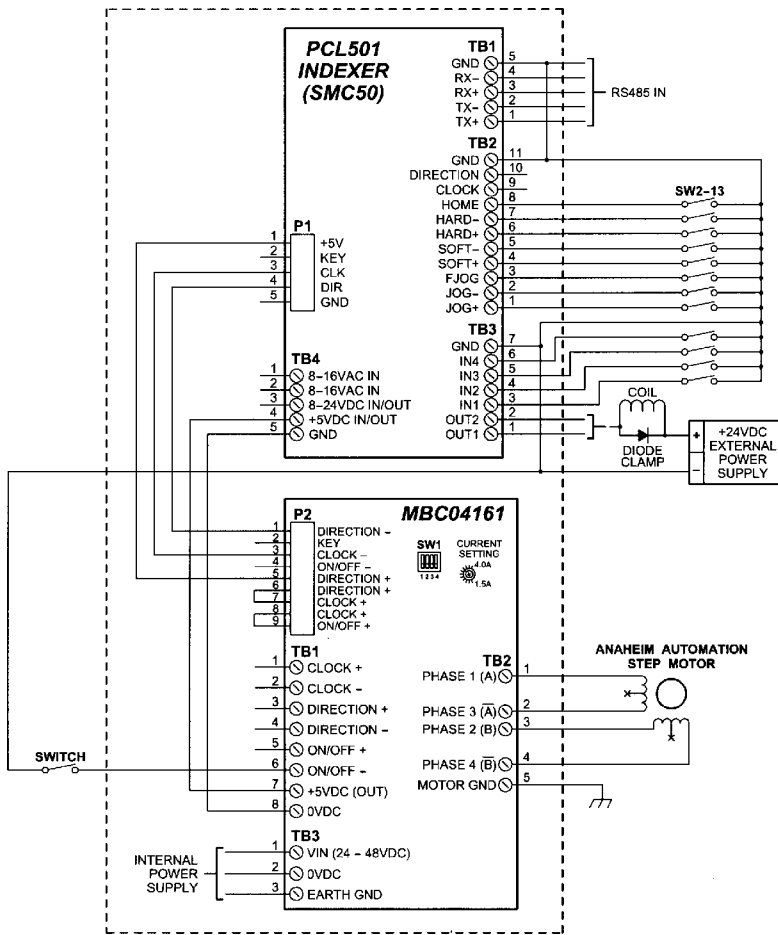 PCL501
INDEXER
(SMC50)
TB1
GND 5
RX- 4
RX+ 3
TX- 2
TX+ 1
RS485 IN
TB2
GND 11
DIRECTION 10
CLOCK 9
HOME 8
HARD- 7
HARD+ 6
SOFT- 5
SOFT+ 4
FJOG 3
JOG- 2
JOG+ 1
SW2-13
P1
1 +5V
2 KEY
3 CLK
4 DIR
5 GND
TB3
GND 7
IN4 6
IN3 5
IN2 4
IN1 3
OUT2 2
OUT1 1
TB4
1 8-16VAC IN
2 8-16VAC IN
3 8-24VDC IN/OUT
4 +5VDC IN/OUT
5 GND
COIL
DIODE
CLAMP
+
-
+24VDC
EXTERNAL
POWER
SUPPLY
P2
MBC04161
1 DIRECTION -
2 KEY
3 CLOCK -
4 ON/OFF -
5 DIRECTION +
6 DIRECTION +
7 CLOCK +
8 CLOCK +
9 ON/OFF +
SW1
1 2 3 4
CURRENT
SETTING
4.0A
1.5A
TB1
1 CLOCK +
2 CLOCK -
3 DIRECTION +
4 DIRECTION -
5 ON/OFF +
6 ON/OFF -
7 +5VDC (OUT)
8 0VDC
SWITCH
TB2
PHASE 1 (A) 1
PHASE 3 (A̅) 2
PHASE 2 (B) 3
PHASE 4 (B̅) 4
MOTOR GND 5
ANAHEIM AUTOMATION
STEP MOTOR
TB3
1 VIN (24 - 48VDC)
2 0VDC
3 EARTH GND
INTERNAL
POWER
SUPPLY